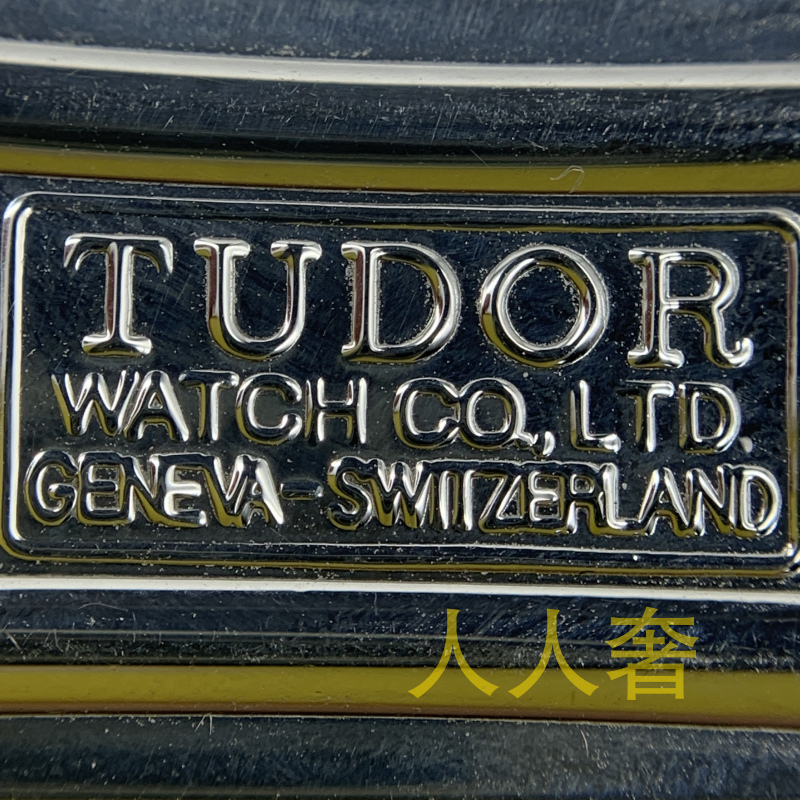 TUDOR
WATCH CO., LTD.
GENEVA-SWITZERLAND
人人奢